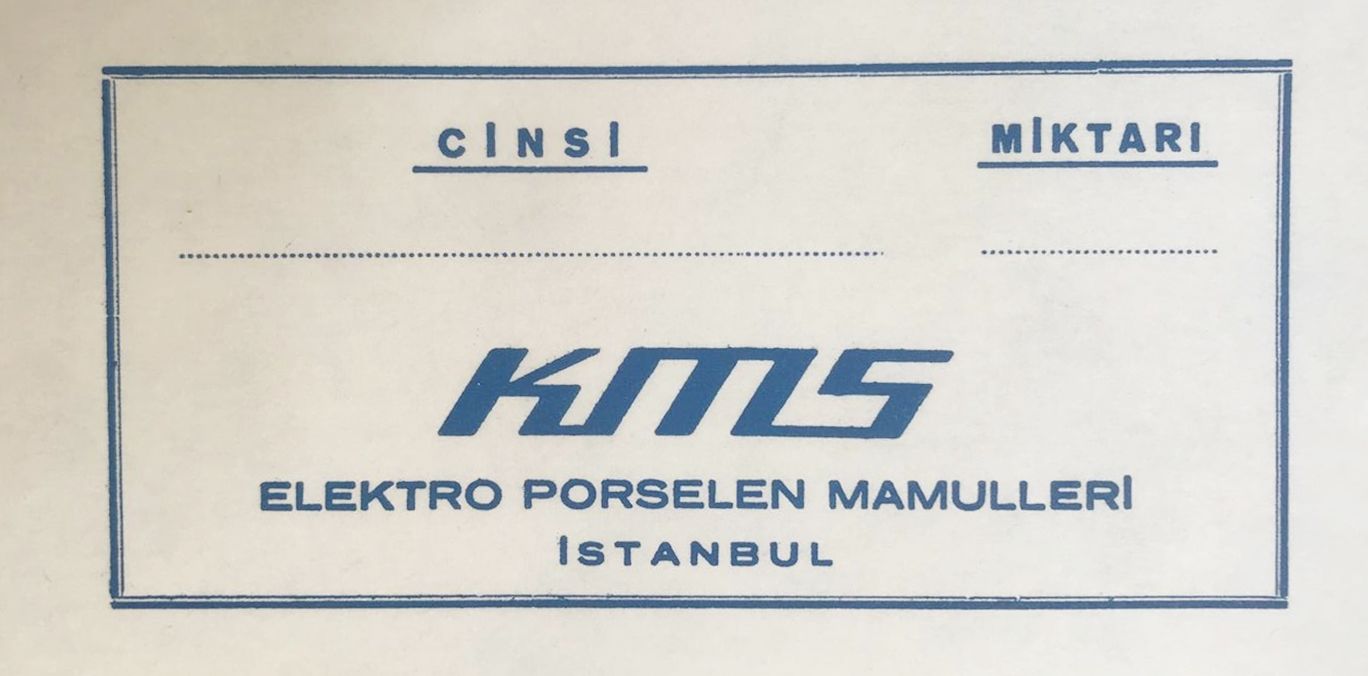 CİNSİ MİKTARI
KMS
ELEKTRO PORSELEN MAMULLERİ
İSTANBUL